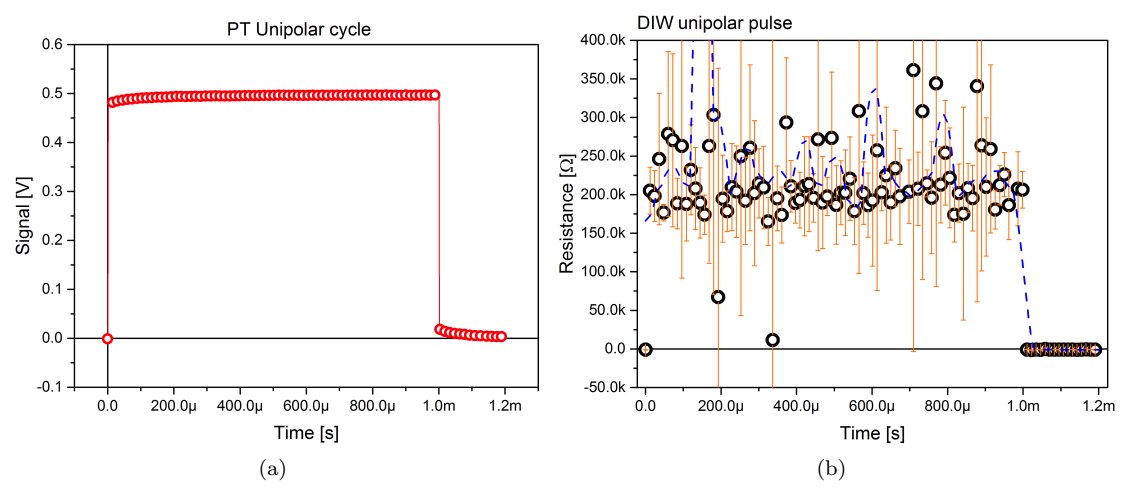 PT Unipolar cycle
0.6
0.5
0.4
0.3
0.2
0.1
0.0
-0.1
Signal [V]
0.0 200.0µ 400.0µ 600.0µ 800.0µ 1.0m 1.2m
Time [s]
(a)
DIW unipolar pulse
400.0k
350.0k
300.0k
250.0k
200.0k
150.0k
100.0k
50.0k
0.0
-50.0k
Resistance [Ω]
0.0 200.0µ 400.0µ 600.0µ 800.0µ 1.0m 1.2m
Time [s]
(b)